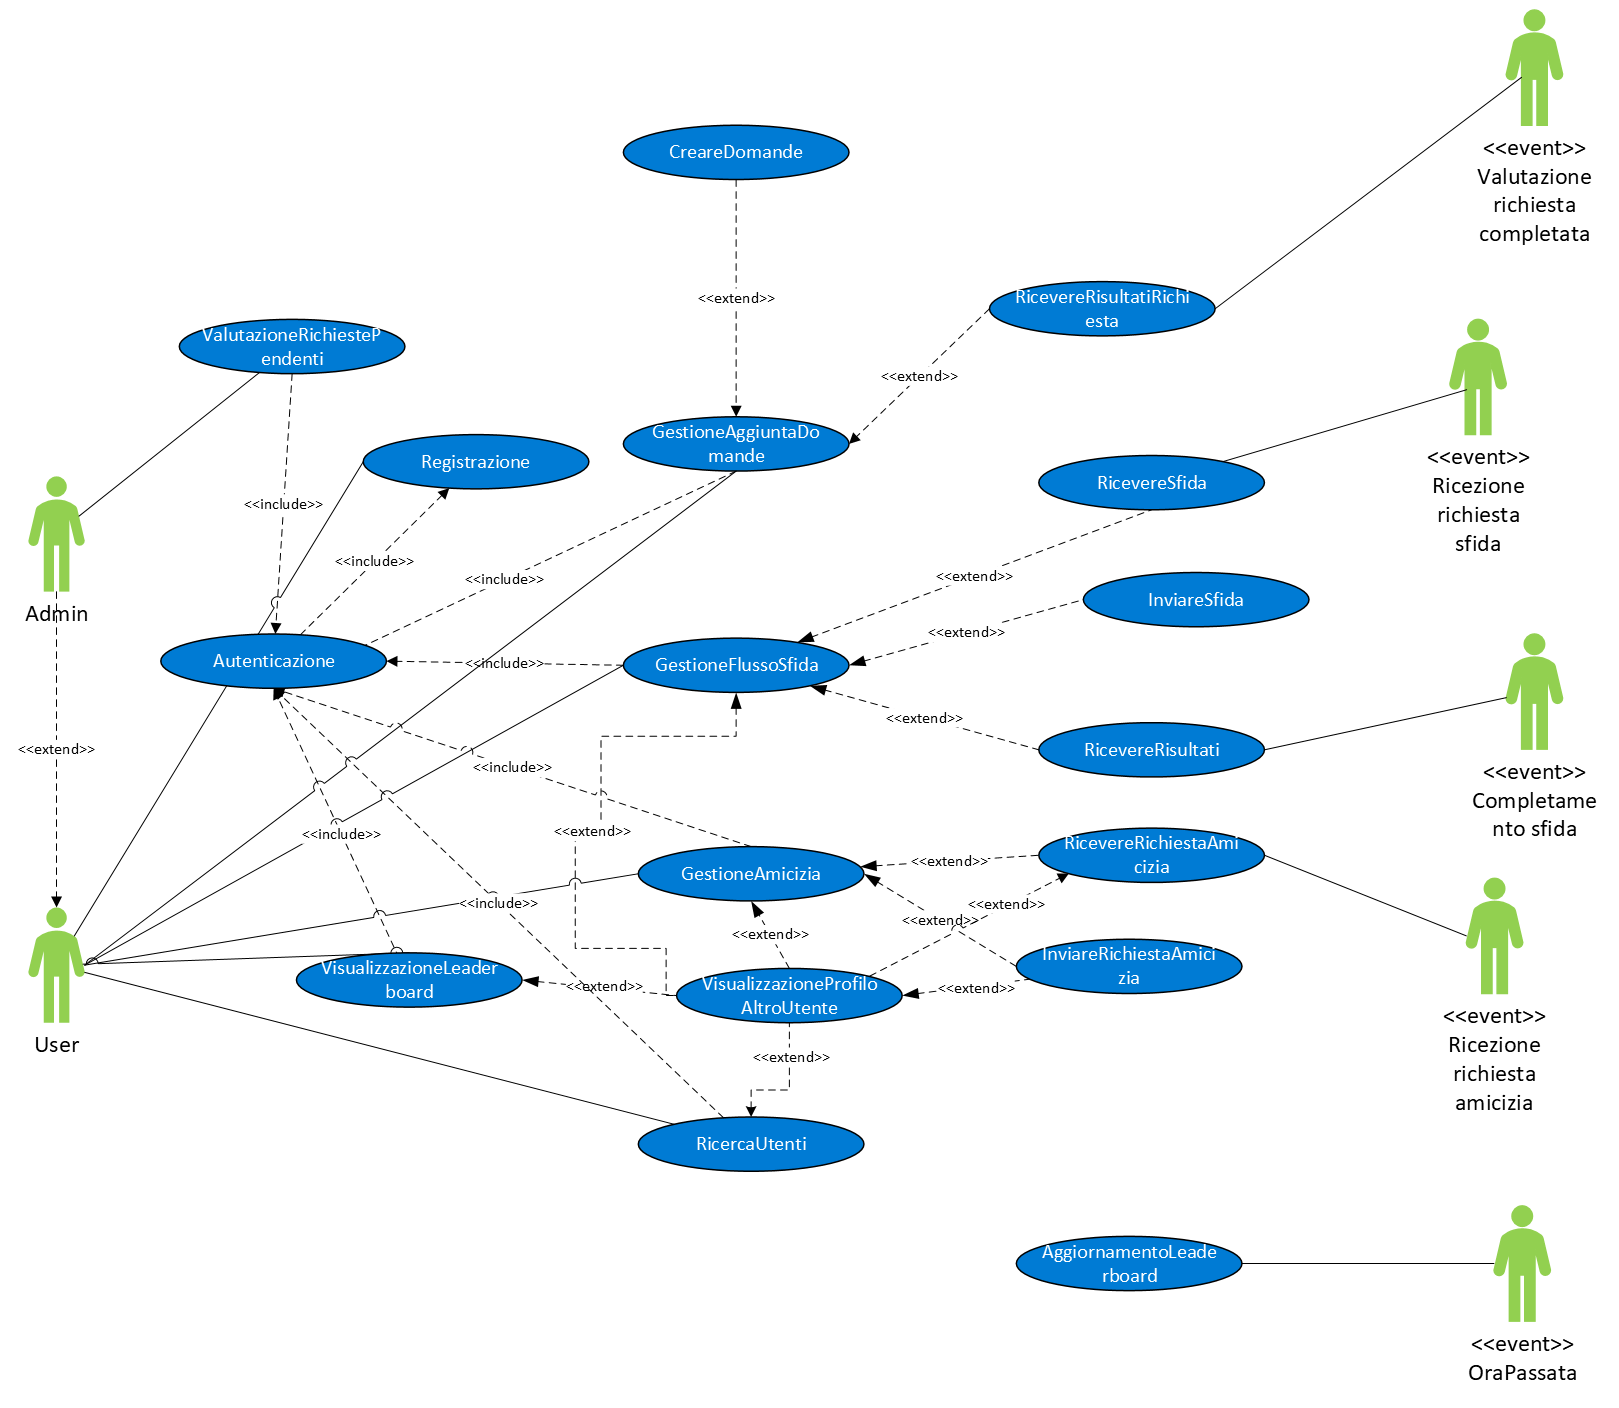 <<event>>
Valutazione
richiesta
completata
CreareDomande
<<extend>>
RicevereRisultatiRichi
esta
ValutazioneRichiesteP
endenti
<<extend>>
<<event>>
Ricezione
richiesta
sfida
GestioneAggiuntaDo
mande
Registrazione
RicevereSfida
<<include>>
<<include>>
<<include>>
<<extend>>
Admin
InviareSfida
<<extend>>
Autenticazione
<<include>>
GestioneFlussoSfida
<<extend>>
<<extend>>
RicevereRisultati
<<include>>
<<event>>
Completame
nto sfida
<<include>>
<<extend>>
RicevereRichiestaAmi
cizia
<<extend>>
GestioneAmicizia
<<include>>
<<extend>>
<<extend>>
<<extend>>
InviareRichiestaAmici
zia
VisualizzazioneLeader
board
<<extend>>
VisualizzazioneProfilo
AltroUtente
<<extend>>
<<event>>
Ricezione
richiesta
amicizia
User
<<extend>>
RicercaUtenti
AggiornamentoLeade
rboard
<<event>>
OraPassata